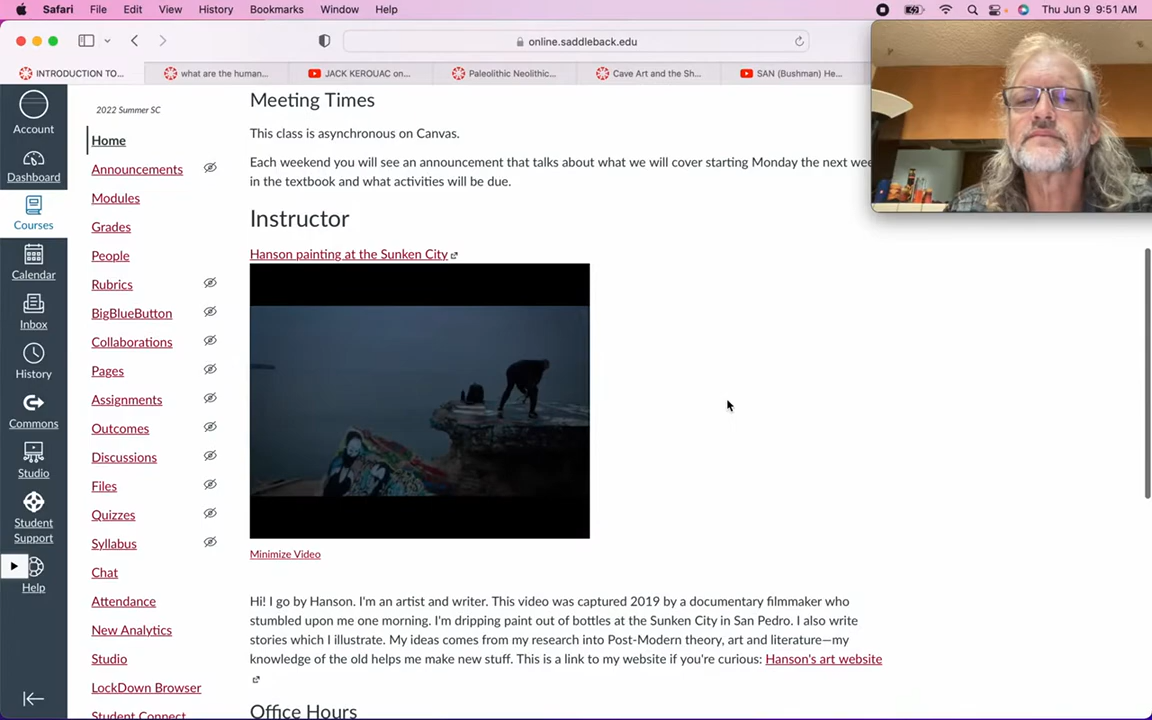 Safari File Edit View History Bookmarks Window Help Thu Jun 9 9:51 AM
online.saddleback.edu
INTRODUCTION TO... what are the human... JACK KEROUAC on... Paleolithic Neolithic... Cave Art and the Sh... SAN (Bushman) He...
Account
Dashboard
Courses
Calendar
Inbox
History
Commons
Studio
Student
Support
Help
2022 Summer SC
Home
Announcements
Modules
Grades
People
Rubrics
BigBlueButton
Collaborations
Pages
Assignments
Outcomes
Discussions
Files
Quizzes
Syllabus
Chat
Attendance
New Analytics
Studio
LockDown Browser
Student Connect
Meeting Times
This class is asynchronous on Canvas.
Each weekend you will see an announcement that talks about what we will cover starting Monday the next wee
in the textbook and what activities will be due.
Instructor
Hanson painting at the Sunken City
Minimize Video
Hi! I go by Hanson. I'm an artist and writer. This video was captured 2019 by a documentary filmmaker who
stumbled upon me one morning. I'm dripping paint out of bottles at the Sunken City in San Pedro. I also write
stories which I illustrate. My ideas comes from my research into Post-Modern theory, art and literature—my
knowledge of the old helps me make new stuff. This is a link to my website if you're curious: Hanson's art website
Office Hours